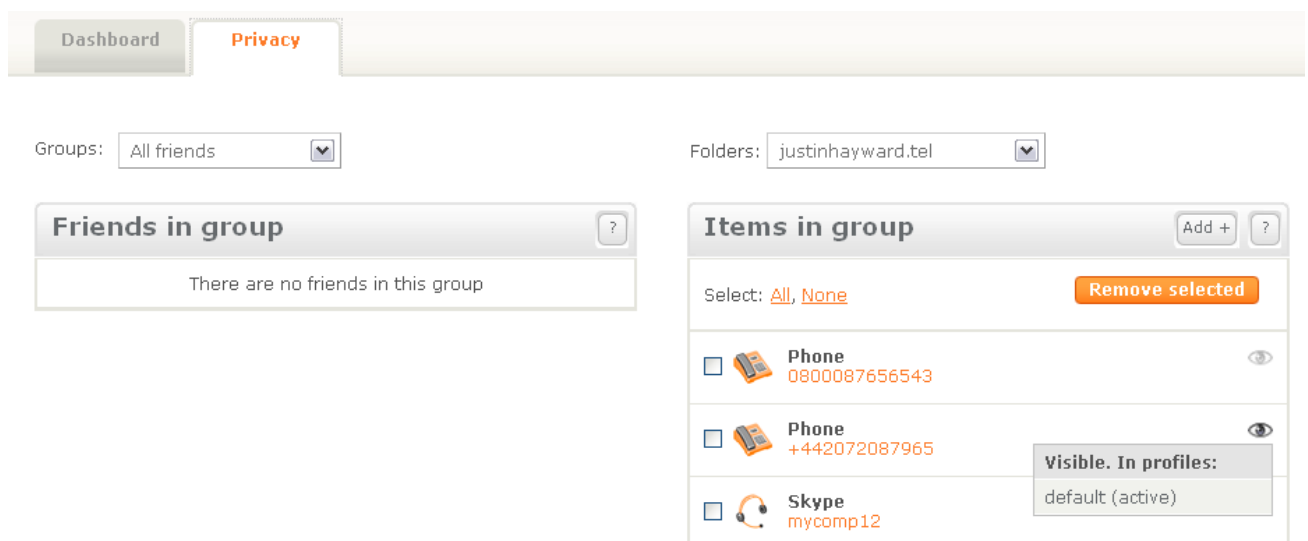 Dashboard Privacy
Groups: All friends
Folders: justinhayward.tel
Friends in group ?
There are no friends in this group
Items in group Add + ?
Select: All, None Remove selected
Phone
0800087656543
Phone
+442072087965
Visible. In profiles:
default (active)
Skype
mycomp12